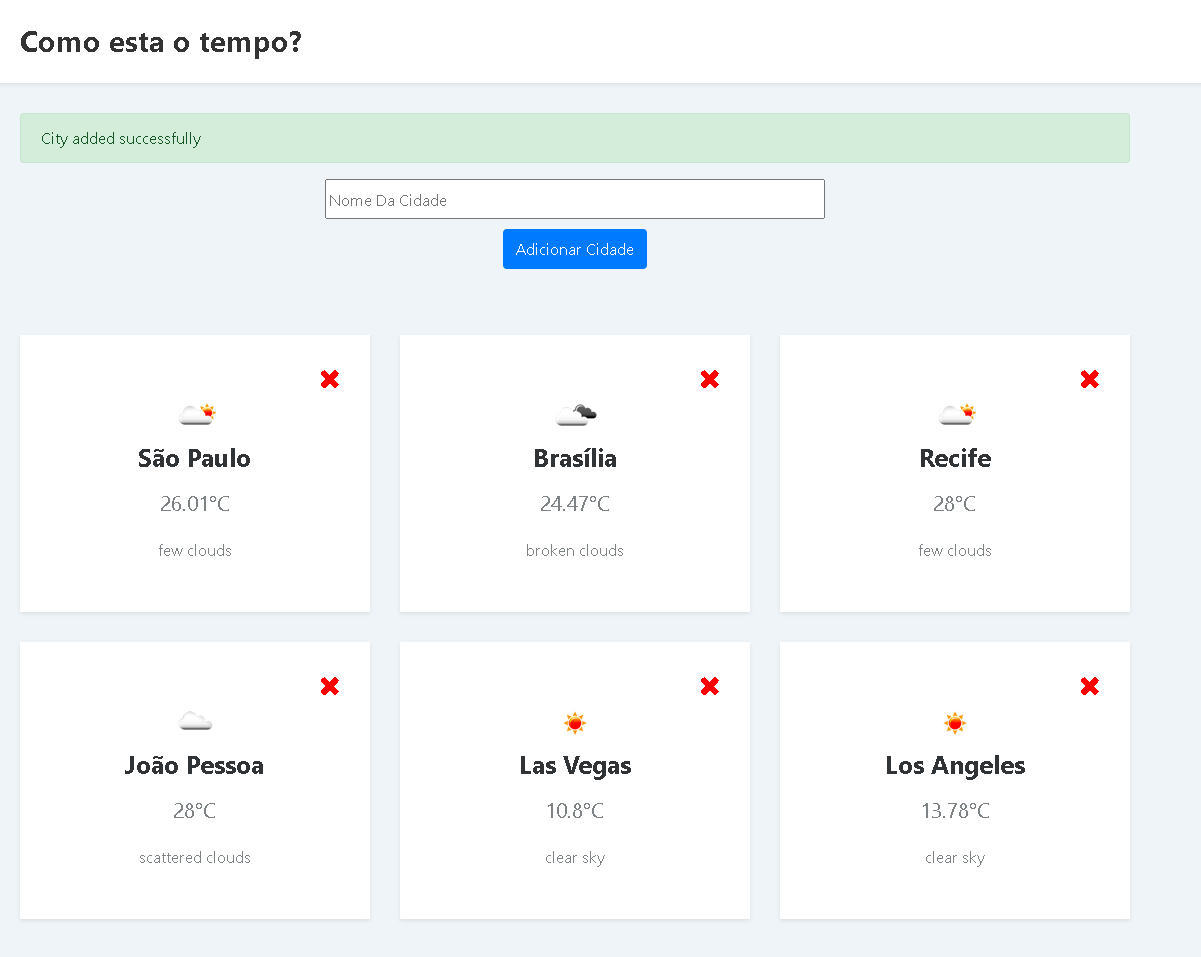 Como esta o tempo?
City added successfully
Nome Da Cidade
Adicionar Cidade
São Paulo
26.01°C
few clouds
Brasília
24.47°C
broken clouds
Recife
28°C
few clouds
João Pessoa
28°C
scattered clouds
Las Vegas
10.8°C
clear sky
Los Angeles
13.78°C
clear sky